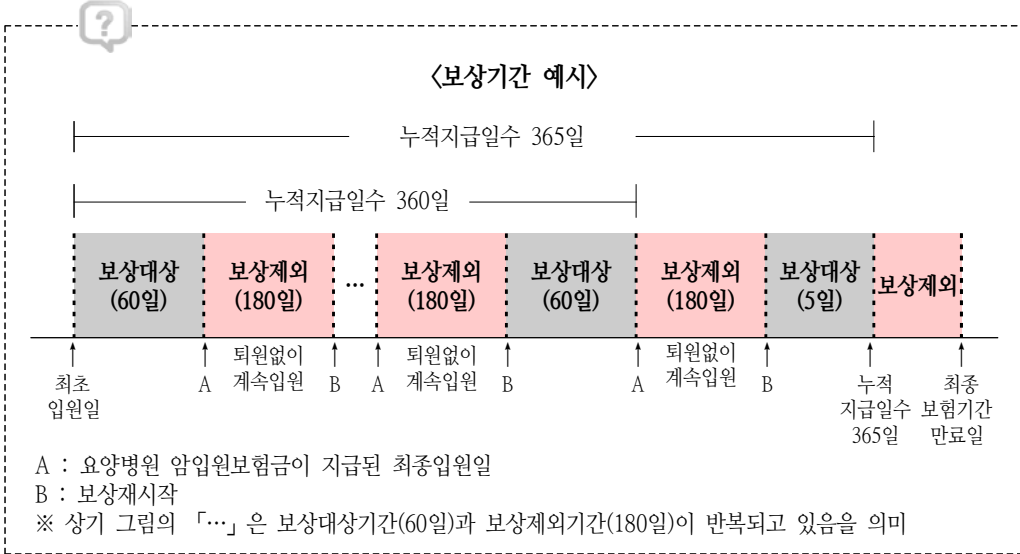 ?
〈보상기간 예시〉
누적지급일수 365일
누적지급일수 360일
보상대상 보상제외 보상제외 보상대상 보상제외 보상대상 보상제외
(60일) (180일) … (180일) (60일) (180일) (5일)
최초 입원일
A
퇴원없이 계속입원
B
A
퇴원없이 계속입원
B
A
퇴원없이 계속입원
B
누적 지급일수 365일
최종 보험기간 만료일
A : 요양병원 암입원보험금이 지급된 최종입원일
B : 보상재시작
※ 상기 그림의 「…」은 보상대상기간(60일)과 보상제외기간(180일)이 반복되고 있음을 의미